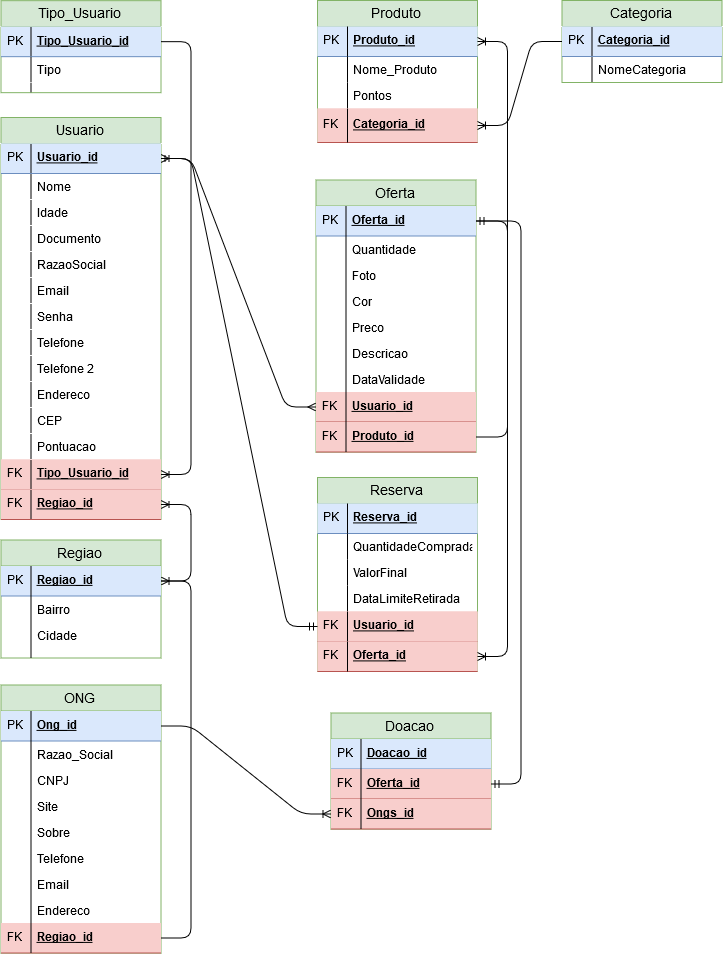 Tipo_Usuario
PK Tipo_Usuario_id
Tipo
Usuario
PK Usuario_id
Nome
Idade
Documento
RazaoSocial
Email
Senha
Telefone
Telefone 2
Endereco
CEP
Pontuacao
FK Tipo_Usuario_id
FK Regiao_id
Regiao
PK Regiao_id
Bairro
Cidade
ONG
PK Ong_id
Razao_Social
CNPJ
Site
Sobre
Telefone
Email
Endereco
FK Regiao_id
Produto
PK Produto_id
Nome_Produto
Pontos
FK Categoria_id
Oferta
PK Oferta_id
Quantidade
Foto
Cor
Preco
Descricao
DataValidade
FK Usuario_id
FK Produto_id
Reserva
PK Reserva_id
QuantidadeComprada
ValorFinal
DataLimiteRetirada
FK Usuario_id
FK Oferta_id
Doacao
PK Doacao_id
FK Oferta_id
FK Ongs_id
Categoria
PK Categoria_id
NomeCategoria